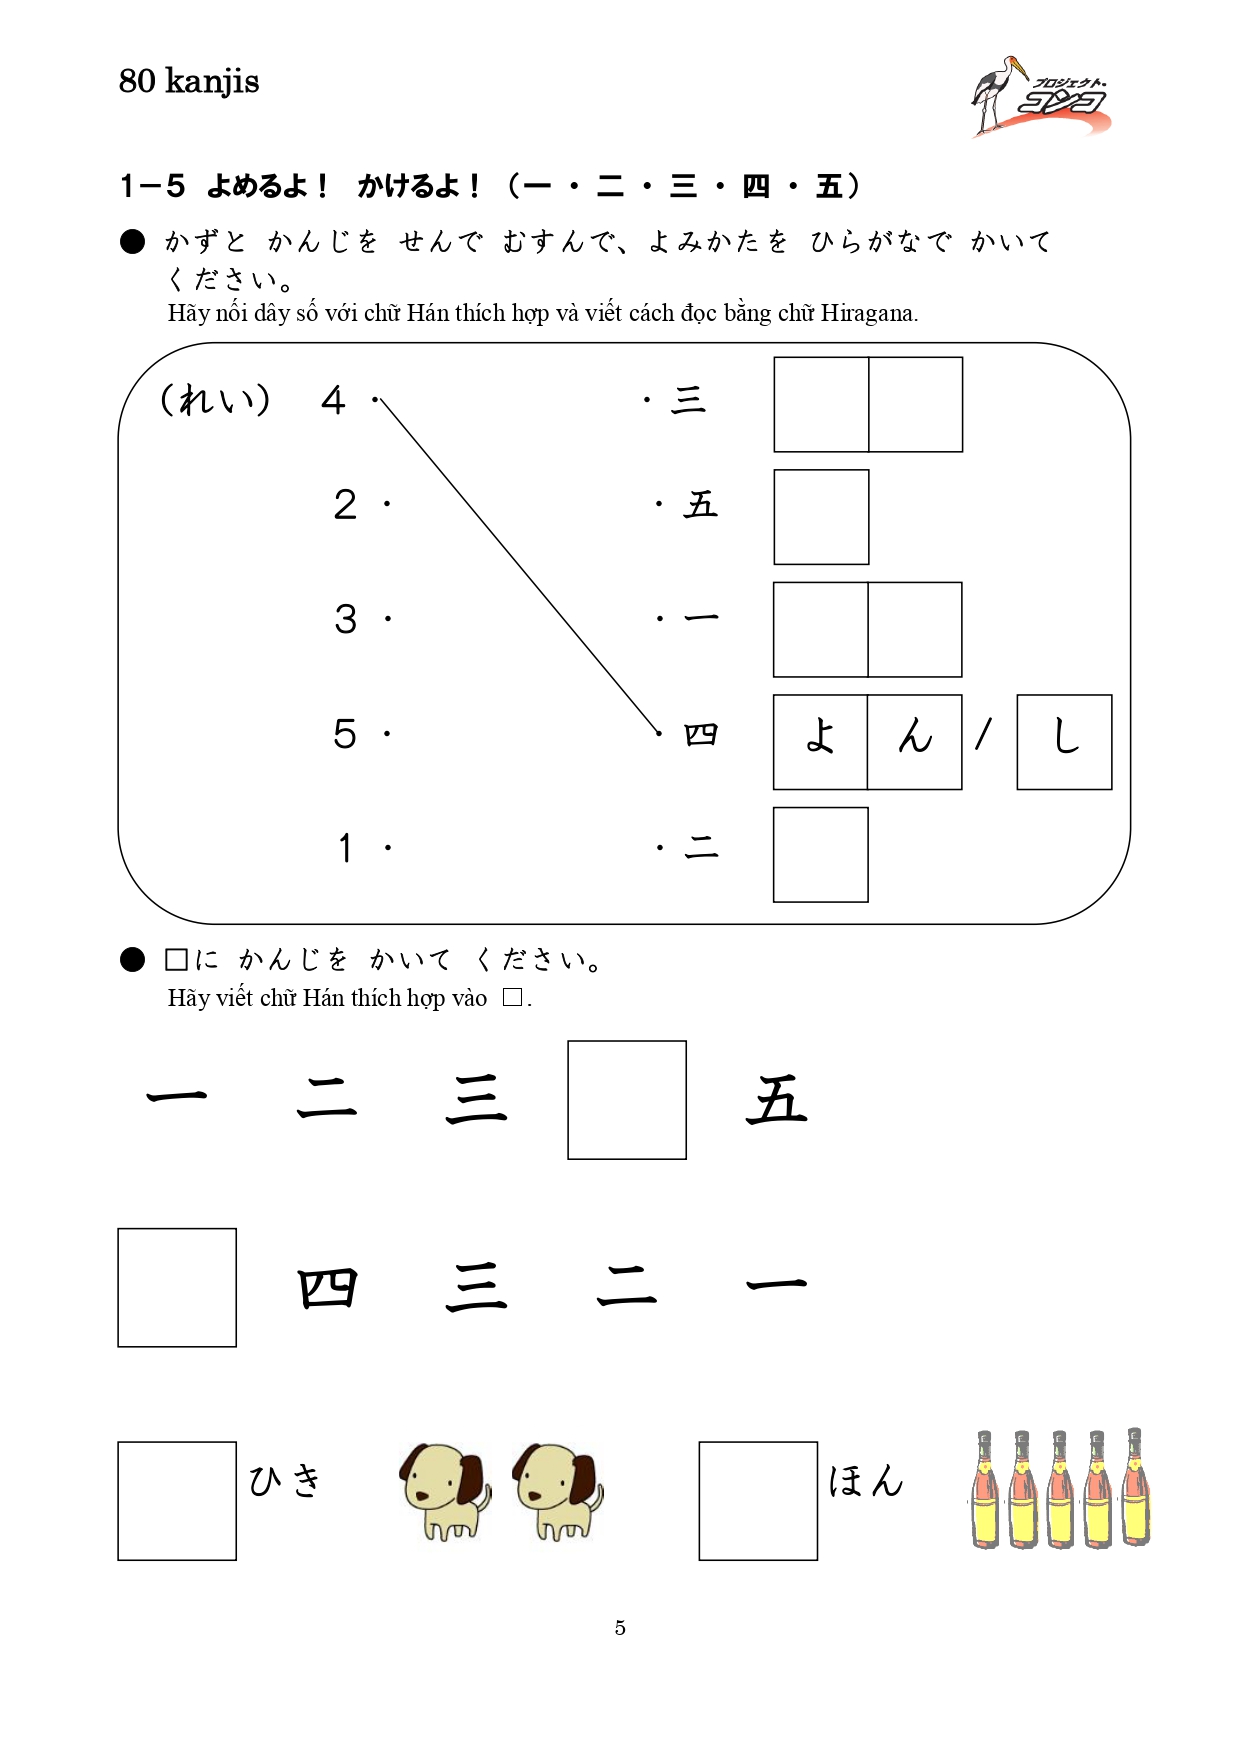 80 kanjis
プロジェクト・
コンコ
1－5 よめるよ！ かけるよ！（一・二・三・四・五）
● かずと かんじを せんで むすんで、よみかたを ひらがなで かいて
ください。
Hãy nối dây số với chữ Hán thích hợp và viết cách đọc bằng chữ Hiragana.
（れい） 4 ・ ・ 三
2 ・ ・ 五
3 ・ ・ 一
5 ・ ・ 四 よ ん / し
1 ・ ・ 二
● □に かんじを かいて ください。
Hãy viết chữ Hán thích hợp vào □.
一 二 三 □ 五
□ 四 三 二 一
□ ひき □ ほん
5